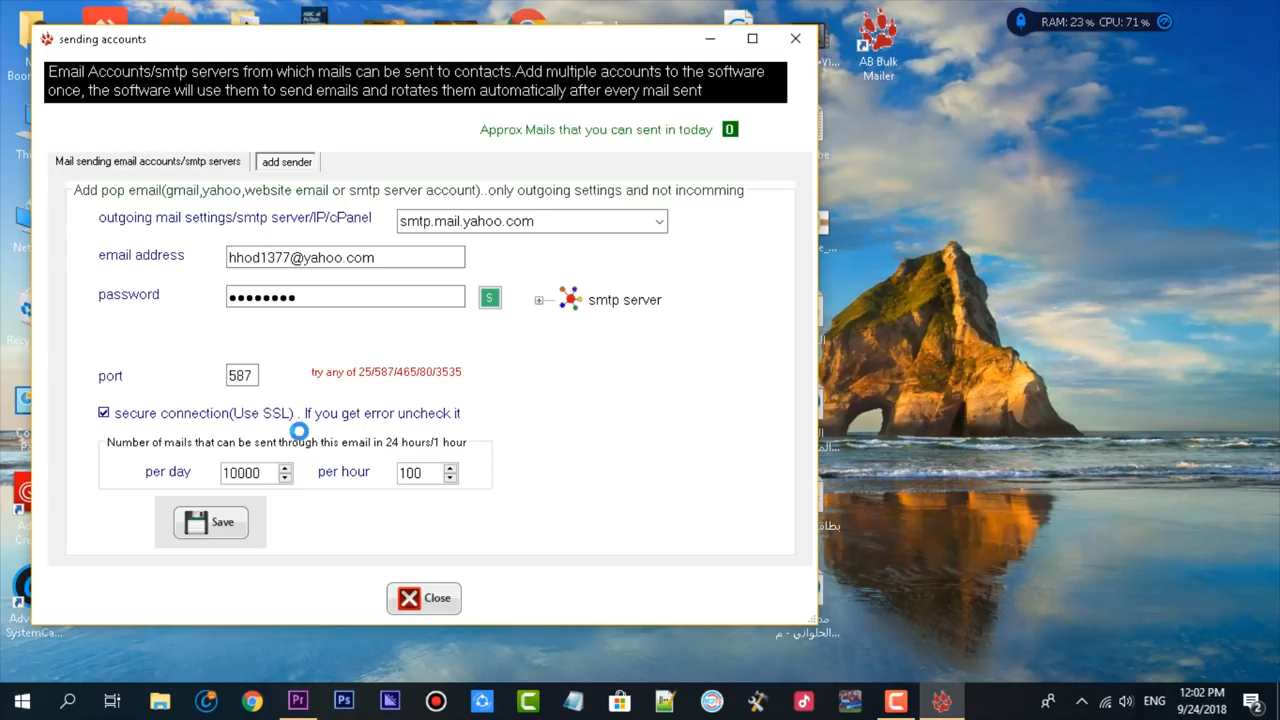 RAM: 23 % CPU: 71 %
AB Bulk
Mailer
sending accounts
Email Accounts/smtp servers from which mails can be sent to contacts.Add multiple accounts to the software
once, the software will use them to send emails and rotates them automatically after every mail sent
Approx Mails that you can sent in today 0
Mail sending email accounts/smtp servers
add sender
Add pop email(gmail,yahoo,website email or smtp server account)..only outgoing settings and not incomming
outgoing mail settings/smtp server/IP/cPanel
smtp.mail.yahoo.com
email address
hhod1377@yahoo.com
password
●●●●●●●●
S
smtp server
port
587
try any of 25/587/465/80/3535
secure connection(Use SSL) . If you get error uncheck it
Number of mails that can be sent through this email in 24 hours/1 hour
per day
10000
per hour
100
Save
Close
SystemCa...
الحلواني - م...
Pr
Ps
ENG
12:02 PM
9/24/2018
2